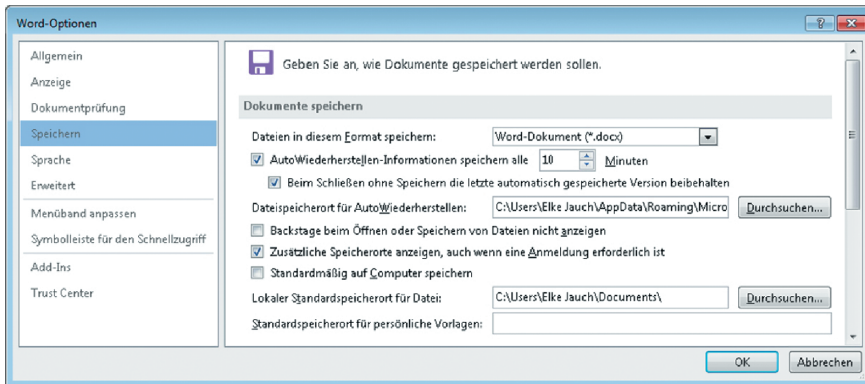 Word-Optionen
Allgemein
Anzeige
Dokumentprüfung
Speichern
Sprache
Erweitert
Menüband anpassen
Symbolleiste für den Schnellzugriff
Add-Ins
Trust Center
Geben Sie an, wie Dokumente gespeichert werden sollen.
Dokumente speichern
Dateien in diesem Format speichern: Word-Dokument (*.docx)
AutoWiederherstellen-Informationen speichern alle 10 Minuten
Beim Schließen ohne Speichern die letzte automatisch gespeicherte Version beibehalten
Dateispeicherort für AutoWiederherstellen: C:\Users\Elke Jauch\AppData\Roaming\Micro Durchsuchen...
Backstage beim Öffnen oder Speichern von Dateien nicht anzeigen
Zusätzliche Speicherorte anzeigen, auch wenn eine Anmeldung erforderlich ist
Standardmäßig auf Computer speichern
Lokaler Standardspeicherort für Datei: C:\Users\Elke Jauch\Documents\ Durchsuchen...
Standardspeicherort für persönliche Vorlagen:
OK Abbrechen